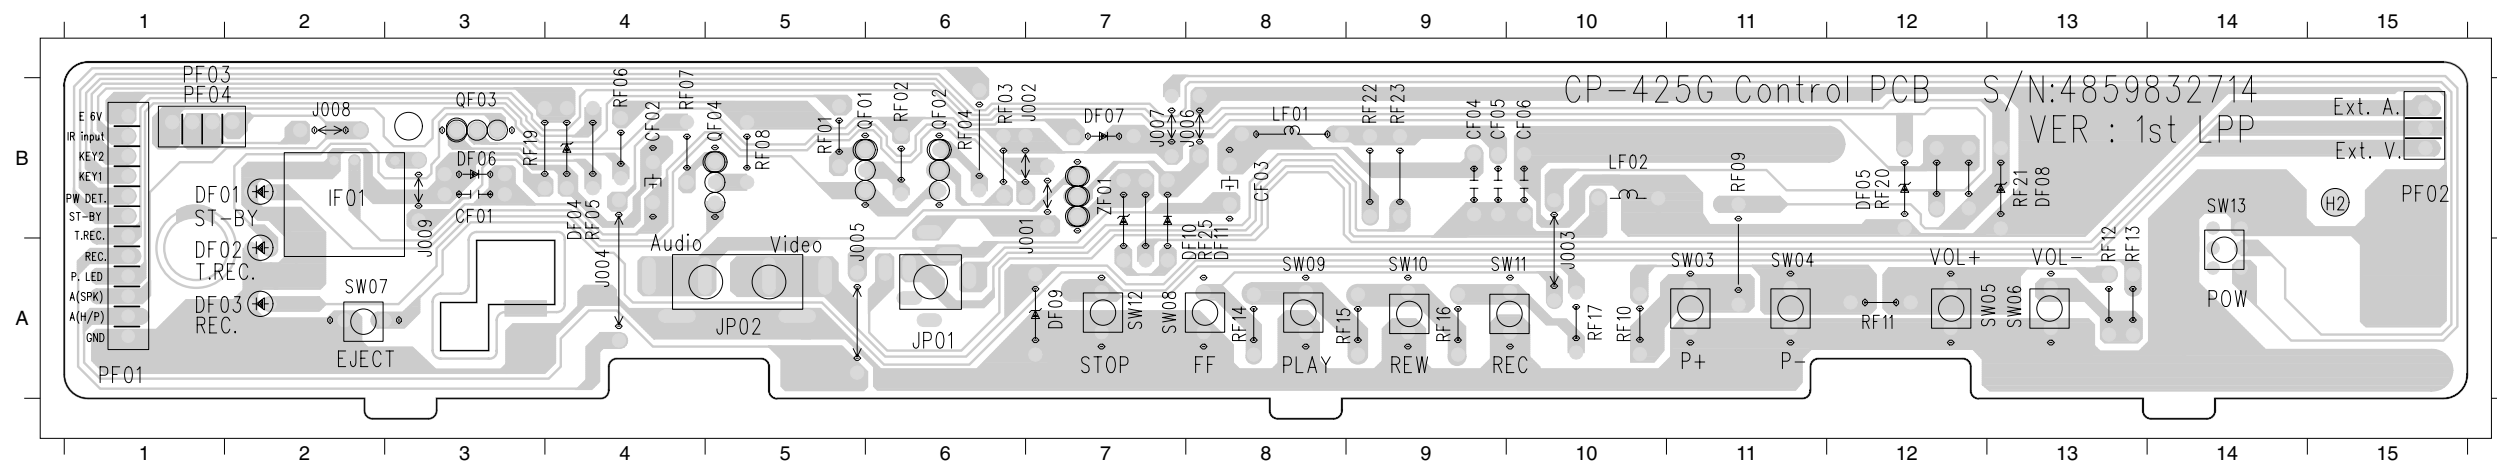 1 2 3 4 5 6 7 8 9 10 11 12 13 14 15
B
A
PF03
PF04
J008
QF03
RF06
RF07
CF02
QF04
RF08
RF01
QF01
RF02
QF02
RF04
RF03
J002
DF07
J007
J006
LF01
RF22
RF23
CF04
CF05
CF06
CP-425G Control PCB S/N:4859832714
VER : 1st LPP
Ext. A.
Ext. V.
PF02
E 6V
IR input
KEY2
KEY1
PW DET.
ST-BY
T.REC.
REC.
P. LED
A(SPK)
A(H/P)
GND
PF01
DF01
ST-BY
DF02
T.REC.
DF03
REC.
IF01
J009
DF06
CF01
RF19
DF04
RF05
J004
Audio
Video
J005
J001
ZF01
DF10
RF25
DF11
CF03
LF02
J003
RF09
DF05
RF20
RF21
DF08
H2
SW13
POW
SW07
EJECT
JP02
JP01
DF09
SW12
STOP
SW08
FF
RF14
SW09
PLAY
RF15
SW10
REW
RF16
SW11
REC
RF17
RF10
SW03
P+
SW04
P-
RF11
VOL+
SW05
SW06
VOL-
RF12
RF13
1 2 3 4 5 6 7 8 9 10 11 12 13 14 15